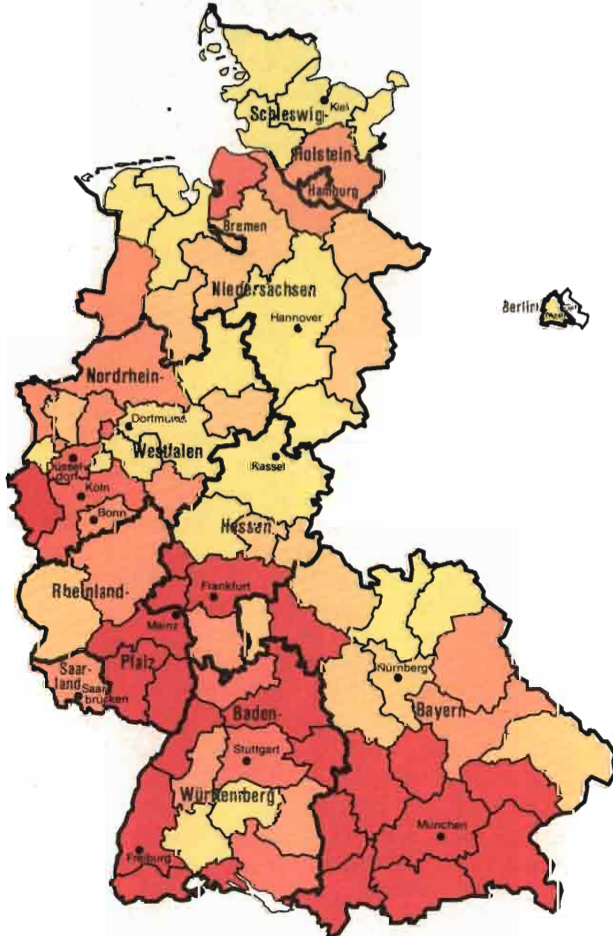 Schleswig-
Kiel
Holstein
Hamburg
Bremen
Niedersachsen
Hannover
Berlin
Nordrhein-
Dortmund
Westfalen
Düssel-
dorf
Köln
Bonn
Kassel
Hessen
Rheinland-
Frankfurt
Mainz
Pfalz
Saar-
land
Saar-
brücken
Nürnberg
Bayern
Baden-
Stuttgart
Württemberg
München
Freiburg